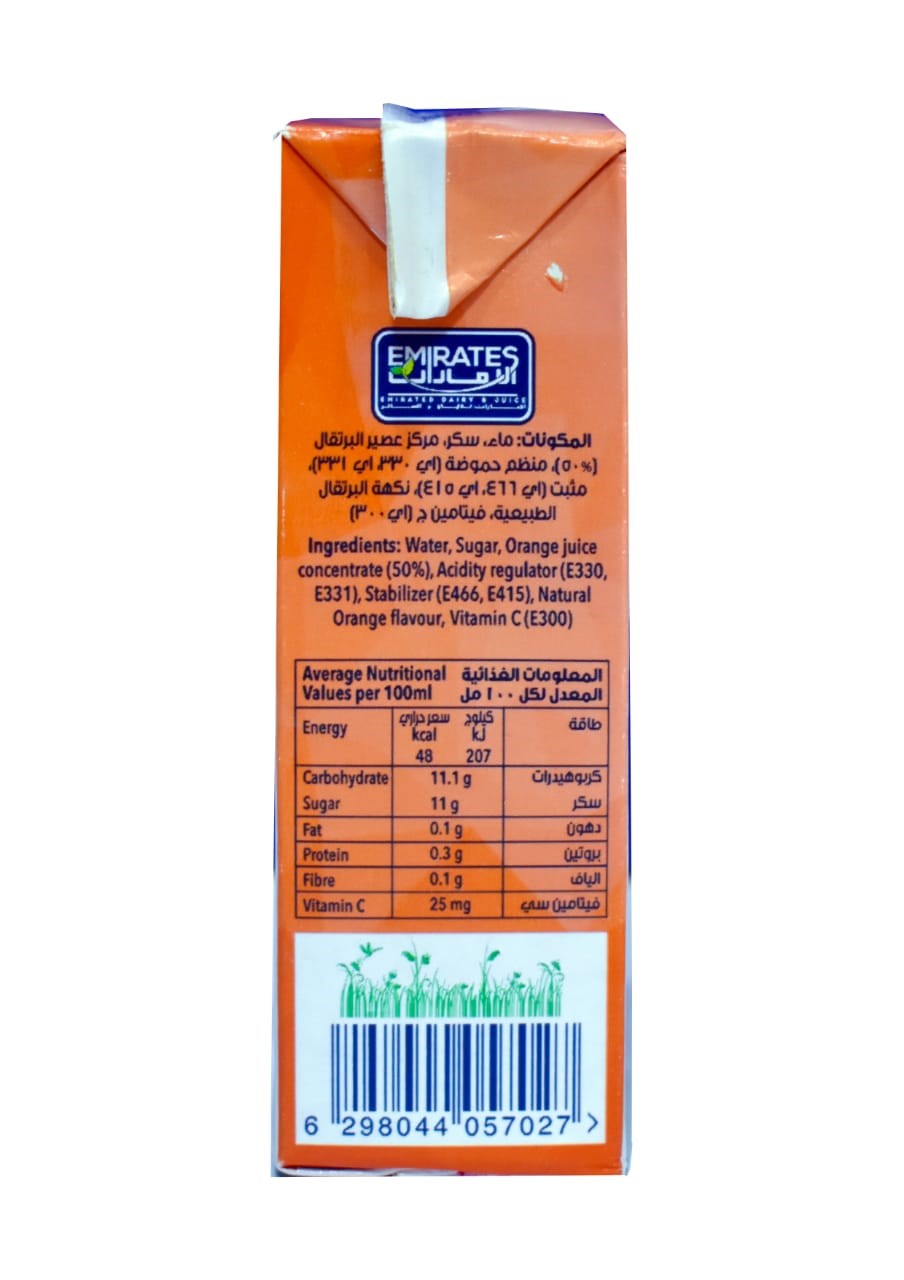 EMIRATES
الإمارات
EMIRATES DAIRY & JUICE
المكونات: ماء، سكر، مركز عصير البرتقال
(٥٠%)، منظم حموضة (اي ٣٣٠، اي ٣٣١)،
مثبت (اي ٤٦٦، اي ٤١٥)، نكهة البرتقال
الطبيعية، فيتامين ج (اي ٣٠٠)
Ingredients: Water, Sugar, Orange juice
concentrate (50%), Acidity regulator (E330,
E331), Stabilizer (E466, E415), Natural
Orange flavour, Vitamin C (E300)
Average Nutritional المعلومات الغذائية
Values per 100ml المعدل لكل ١٠٠ مل
Energy سعر حراري كيلوج طاقة
kcal kJ
48 207
Carbohydrate 11.1 g كربوهيدرات
Sugar 11 g سكر
Fat 0.1 g دهون
Protein 0.3 g بروتين
Fibre 0.1 g الياف
Vitamin C 25 mg فيتامين سي
6 298044 057027 >